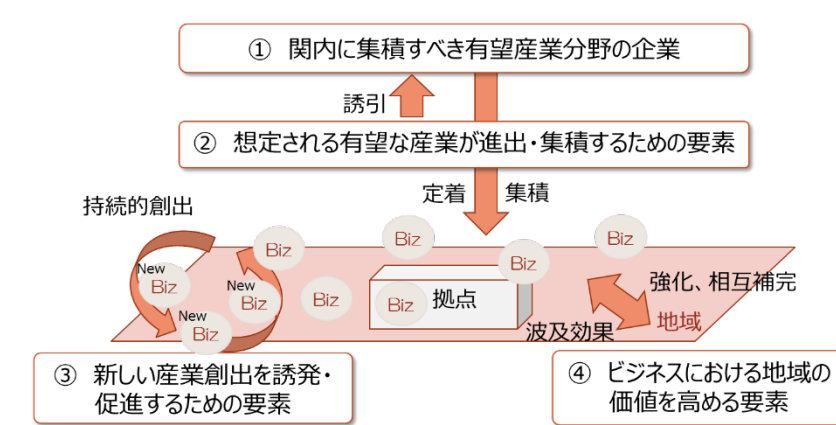 ① 関内に集積すべき有望産業分野の企業
誘引
② 想定される有望な産業が進出・集積するための要素
定着 集積
持続的創出
Biz
Biz
Biz
Biz
New
Biz
New
Biz
Biz
Biz 拠点
New
Biz
強化、相互補完
地域
波及効果
③ 新しい産業創出を誘発・
促進するための要素
④ ビジネスにおける地域の
価値を高める要素